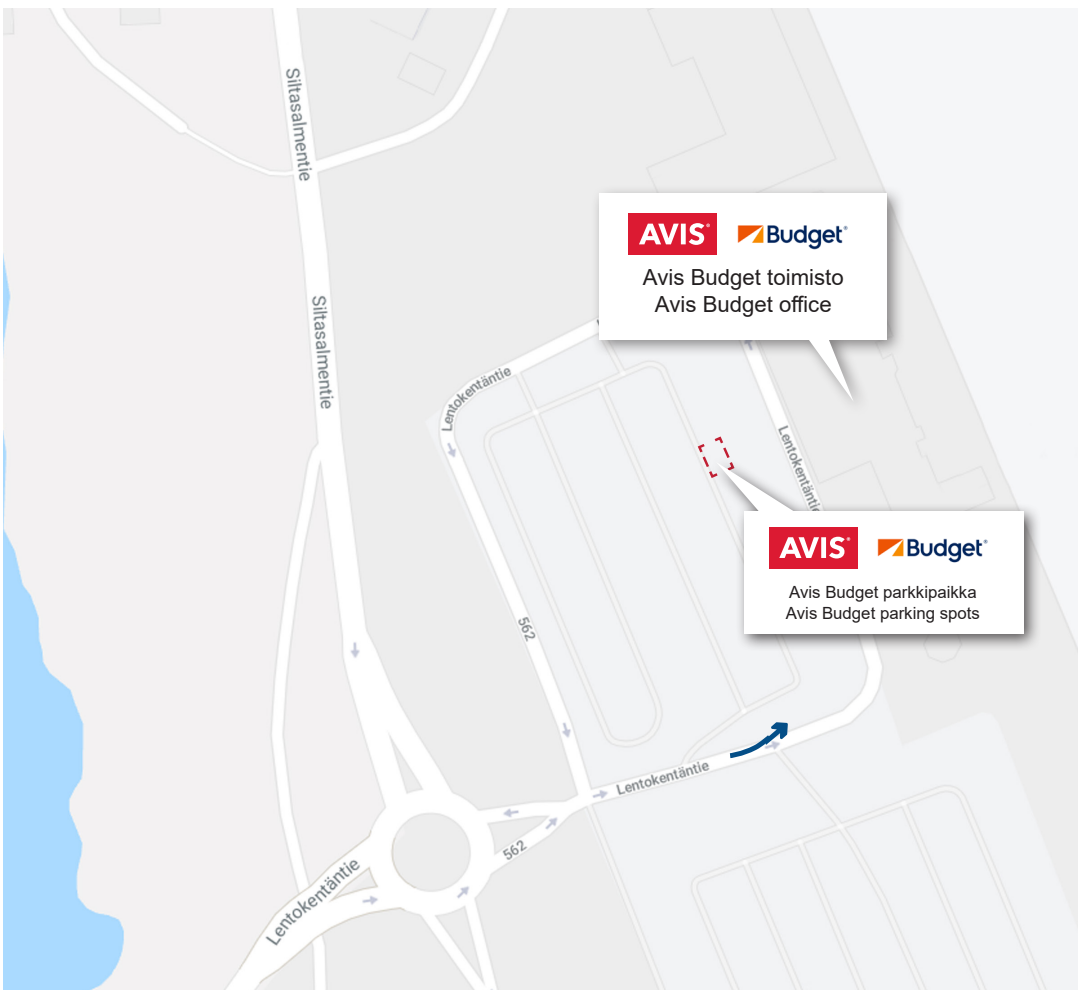 Siltasalmentie
AVIS Budget
Avis Budget toimisto
Avis Budget office
Siltasalmentie
Lentokentäntie
Lentokentäntie
AVIS Budget
Avis Budget parkkipaikka
Avis Budget parking spots
562
Lentokentäntie
562
Lentokentäntie